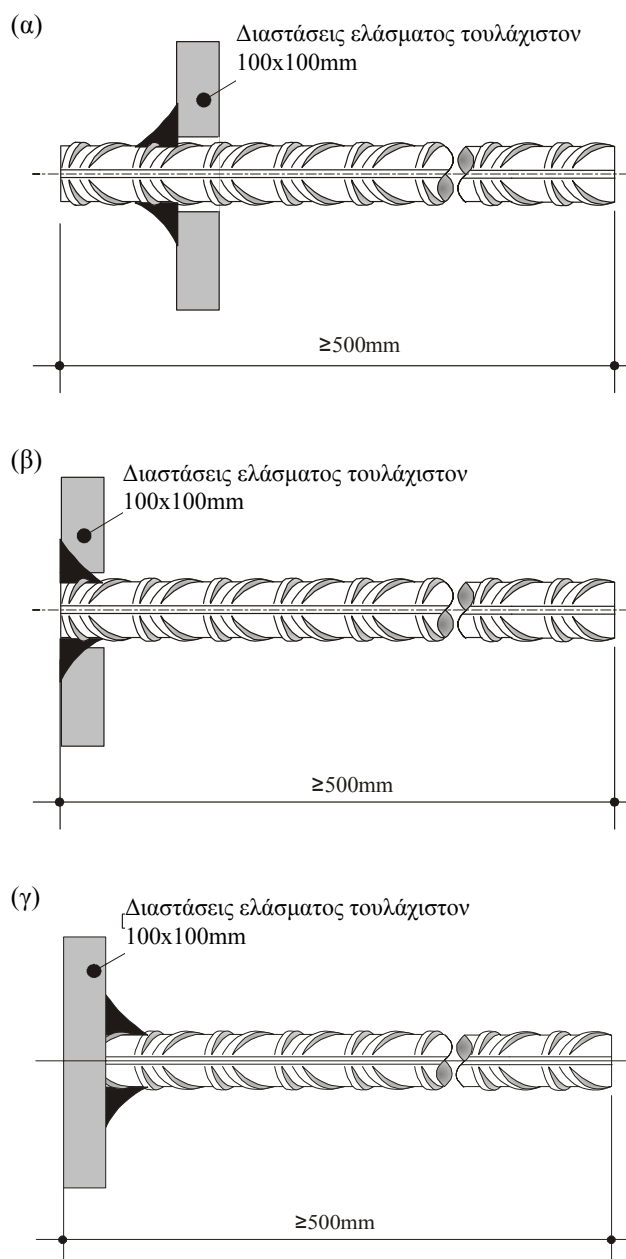 (α)
Διαστάσεις ελάσματος τουλάχιστον
100x100mm
≥500mm
(β)
Διαστάσεις ελάσματος τουλάχιστον
100x100mm
≥500mm
(γ)
Διαστάσεις ελάσματος τουλάχιστον
100x100mm
≥500mm